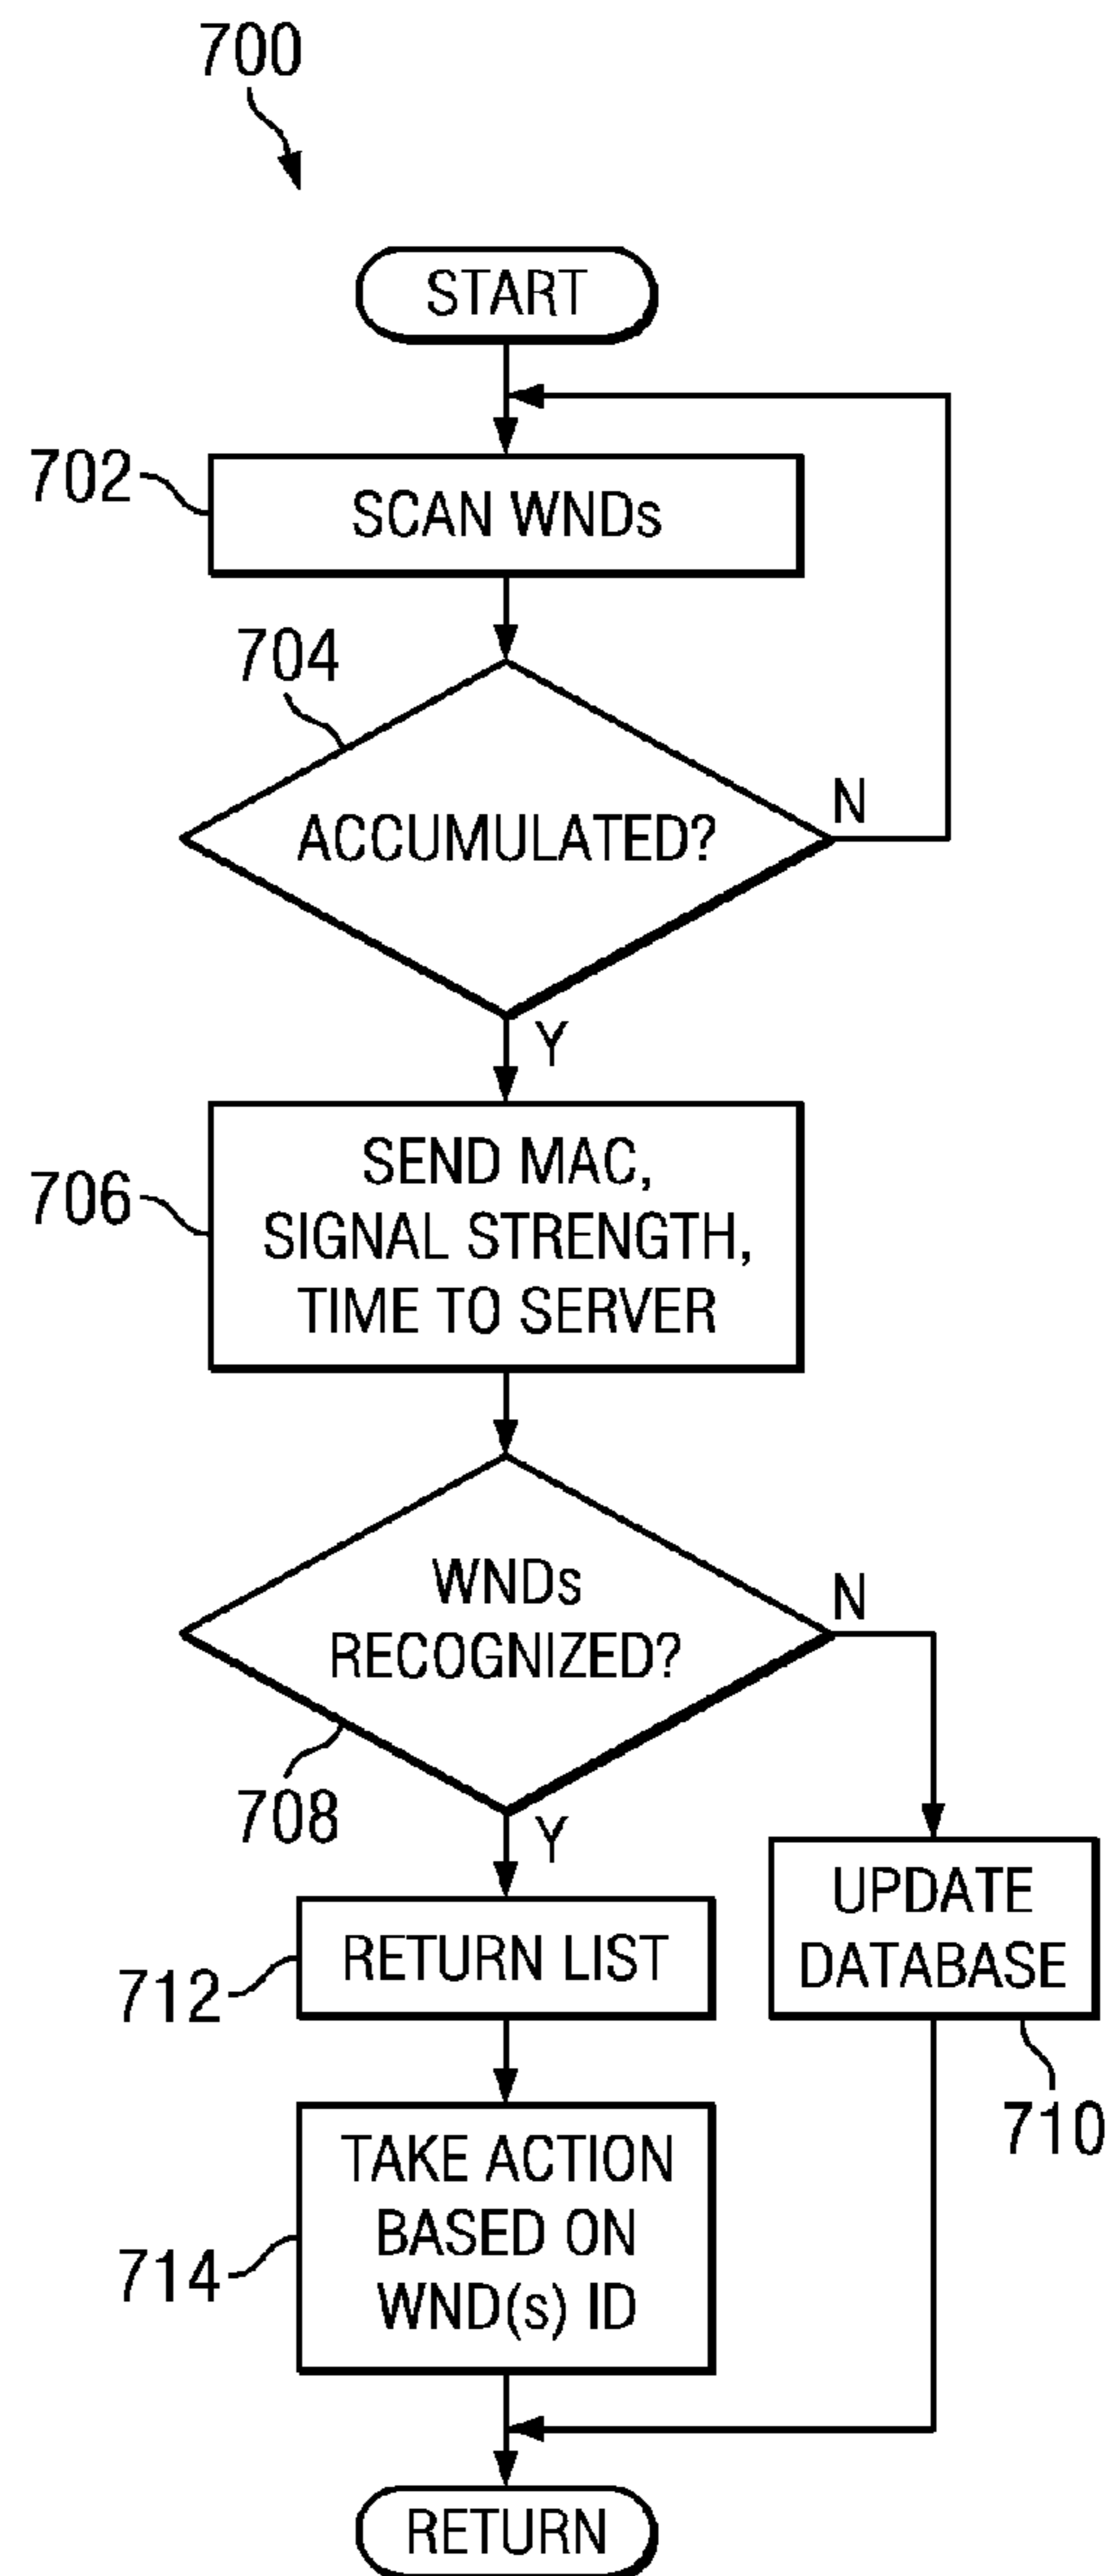 700
START
702
SCAN WNDs
704
ACCUMULATED?
N
Y
706
SEND MAC,
SIGNAL STRENGTH,
TIME TO SERVER
WNDs
RECOGNIZED?
N
708
Y
712
RETURN LIST
UPDATE
DATABASE
710
714
TAKE ACTION
BASED ON
WND(s) ID
RETURN